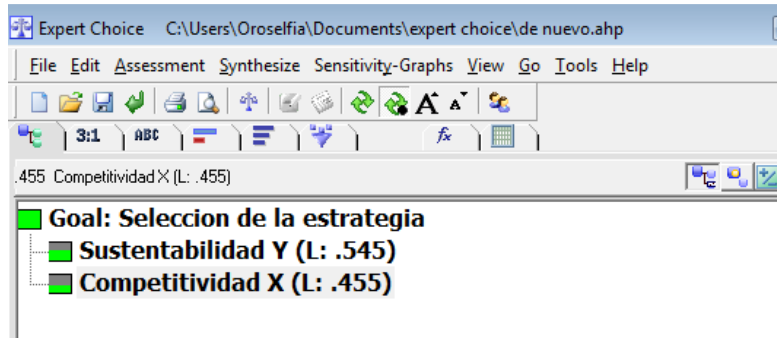 Expert Choice C:\Users\Oroselfia\Documents\expert choice\de nuevo.ahp
File Edit Assessment Synthesize Sensitivity-Graphs View Go Tools Help
A A
3:1 ABC fx
.455 Competitividad X (L: .455)
Goal: Seleccion de la estrategia
Sustentabilidad Y (L: .545)
Competitividad X (L: .455)